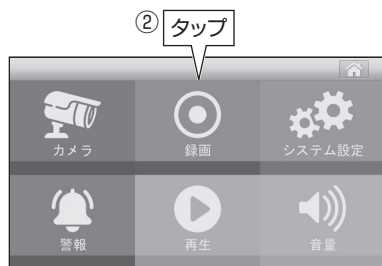 ② タップ
カメラ
録画
システム設定
警報
再生
音量